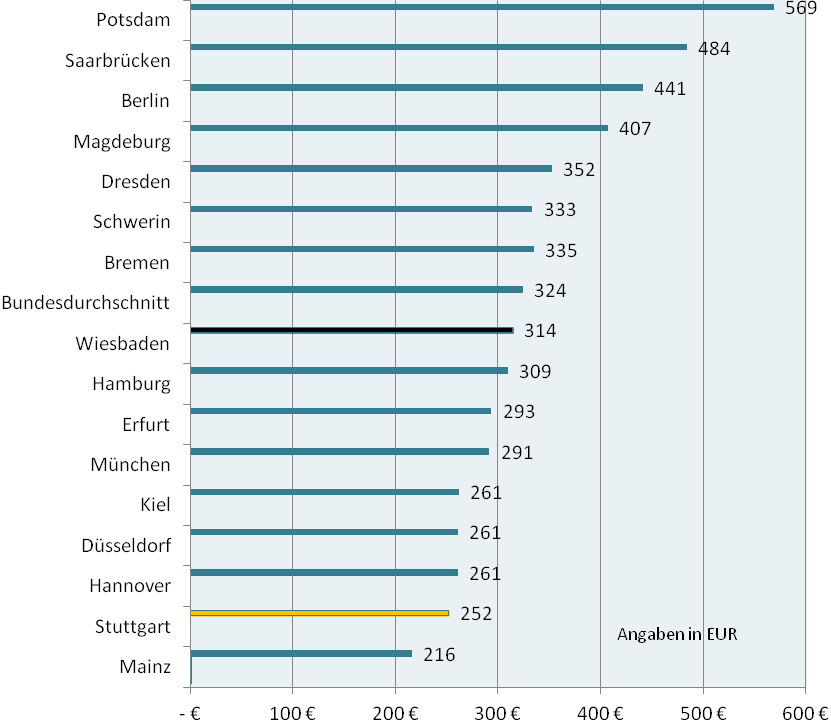 Potsdam 569
Saarbrücken 484
Berlin 441
Magdeburg 407
Dresden 352
Schwerin 333
Bremen 335
Bundesdurchschnitt 324
Wiesbaden 314
Hamburg 309
Erfurt 293
München 291
Kiel 261
Düsseldorf 261
Hannover 261
Stuttgart 252
Angaben in EUR
Mainz 216
- € 100 € 200 € 300 € 400 € 500 € 600 €